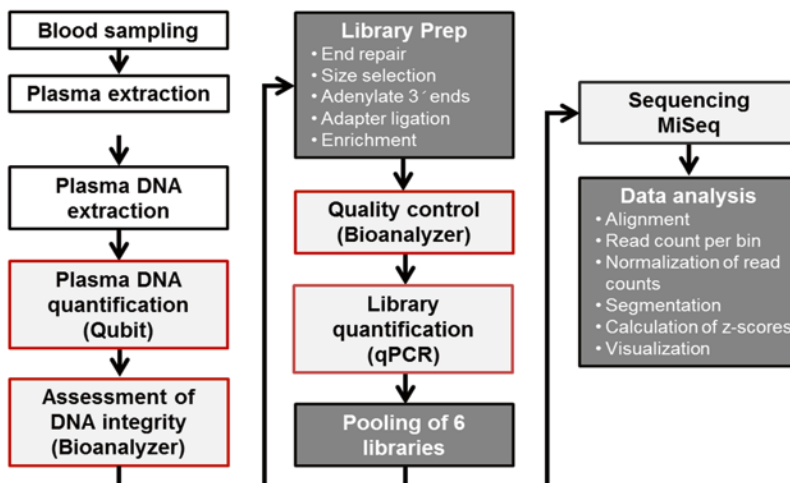 Blood sampling
Plasma extraction
Plasma DNA
extraction
Plasma DNA
quantification
(Qubit)
Assessment of
DNA integrity
(Bioanalyzer)
Library Prep
• End repair
• Size selection
• Adenylate 3´ends
• Adapter ligation
• Enrichment
Quality control
(Bioanalyzer)
Library
quantification
(qPCR)
Pooling of 6
libraries
Sequencing
MiSeq
Data analysis
• Alignment
• Read count per bin
• Normalization of read
counts
• Segmentation
• Calculation of z-scores
• Visualization